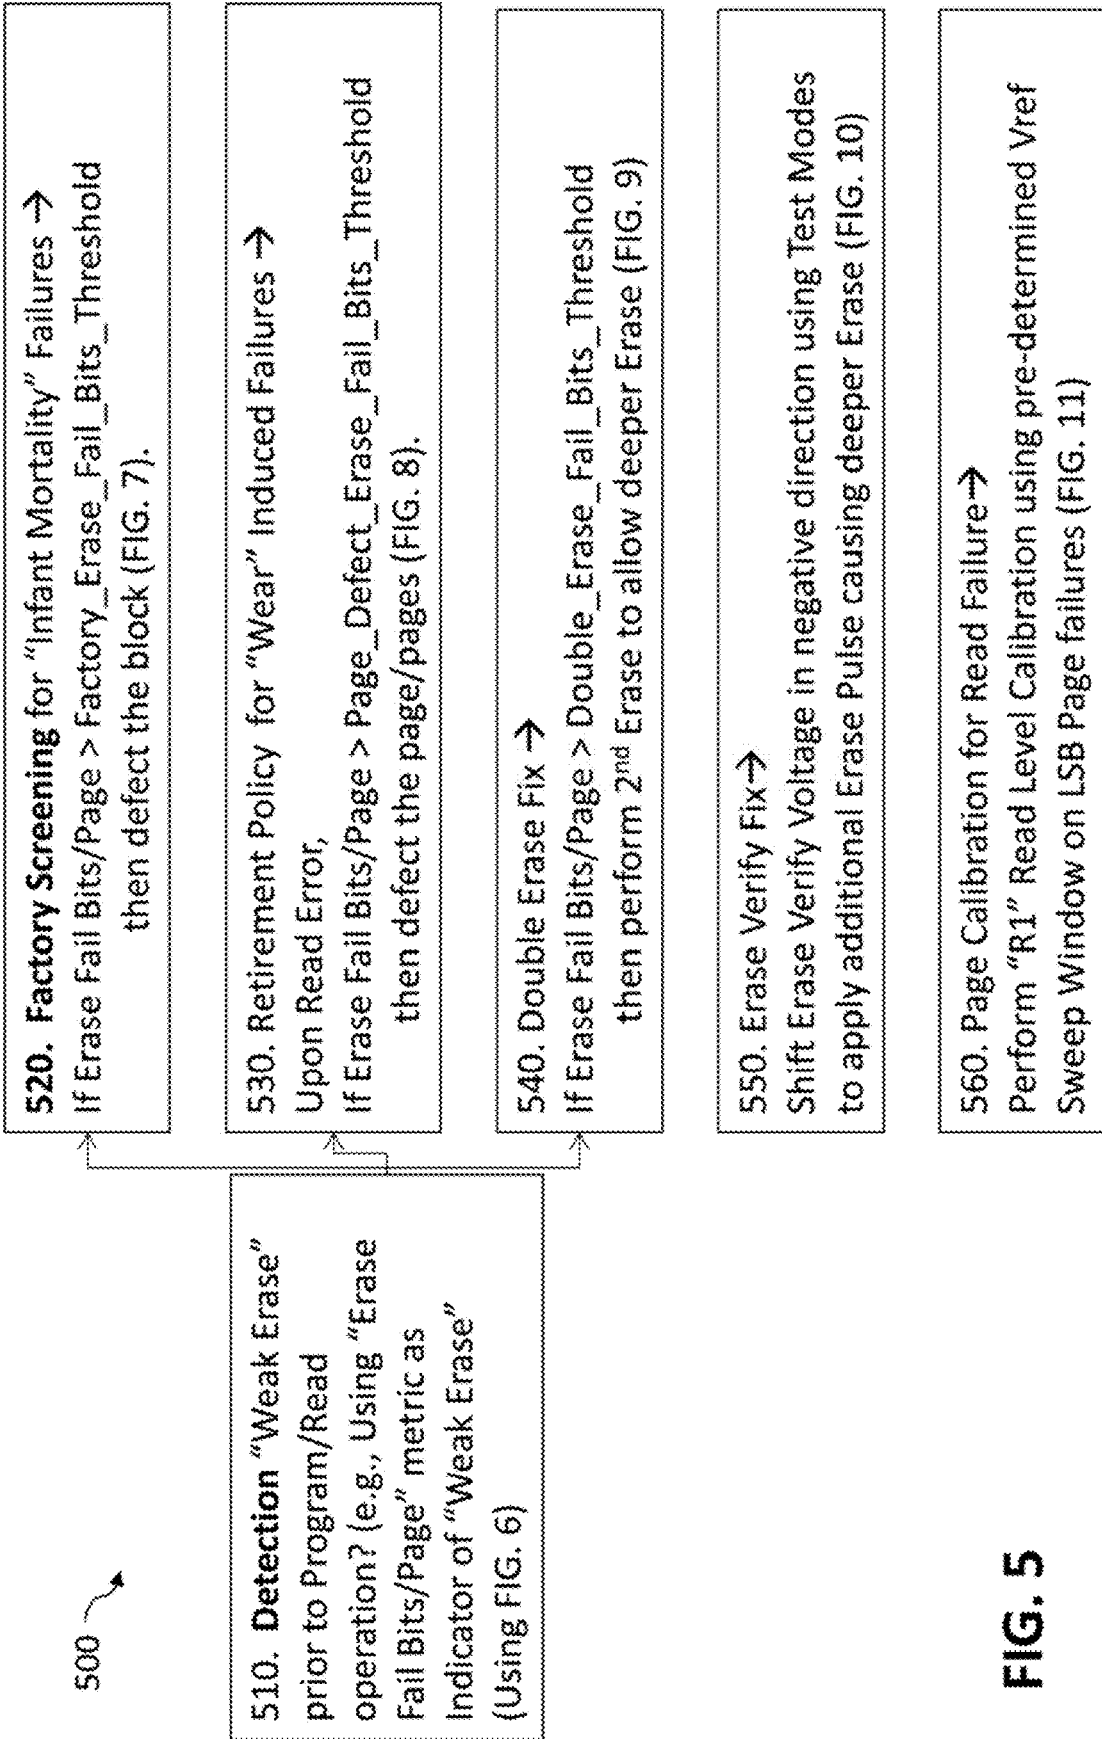 500
510. Detection “Weak Erase”
prior to Program/Read
operation? (e.g., Using “Erase
Fail Bits/Page” metric as
Indicator of “Weak Erase”
(Using FIG. 6)
520. Factory Screening for “Infant Mortality” Failures →
If Erase Fail Bits/Page > Factory_Erase_Fail_Bits_Threshold
then defect the block (FIG. 7).
530. Retirement Policy for “Wear” Induced Failures →
Upon Read Error,
If Erase Fail Bits/Page > Page_Defect_Erase_Fail_Bits_Threshold
then defect the page/pages (FIG. 8).
540. Double Erase Fix →
If Erase Fail Bits/Page > Double_Erase_Fail_Bits_Threshold
then perform 2nd Erase to allow deeper Erase (FIG. 9)
550. Erase Verify Fix→
Shift Erase Verify Voltage in negative direction using Test Modes
to apply additional Erase Pulse causing deeper Erase (FIG. 10)
560. Page Calibration for Read Failure→
Perform “R1” Read Level Calibration using pre-determined Vref
Sweep Window on LSB Page failures (FIG. 11)
FIG. 5